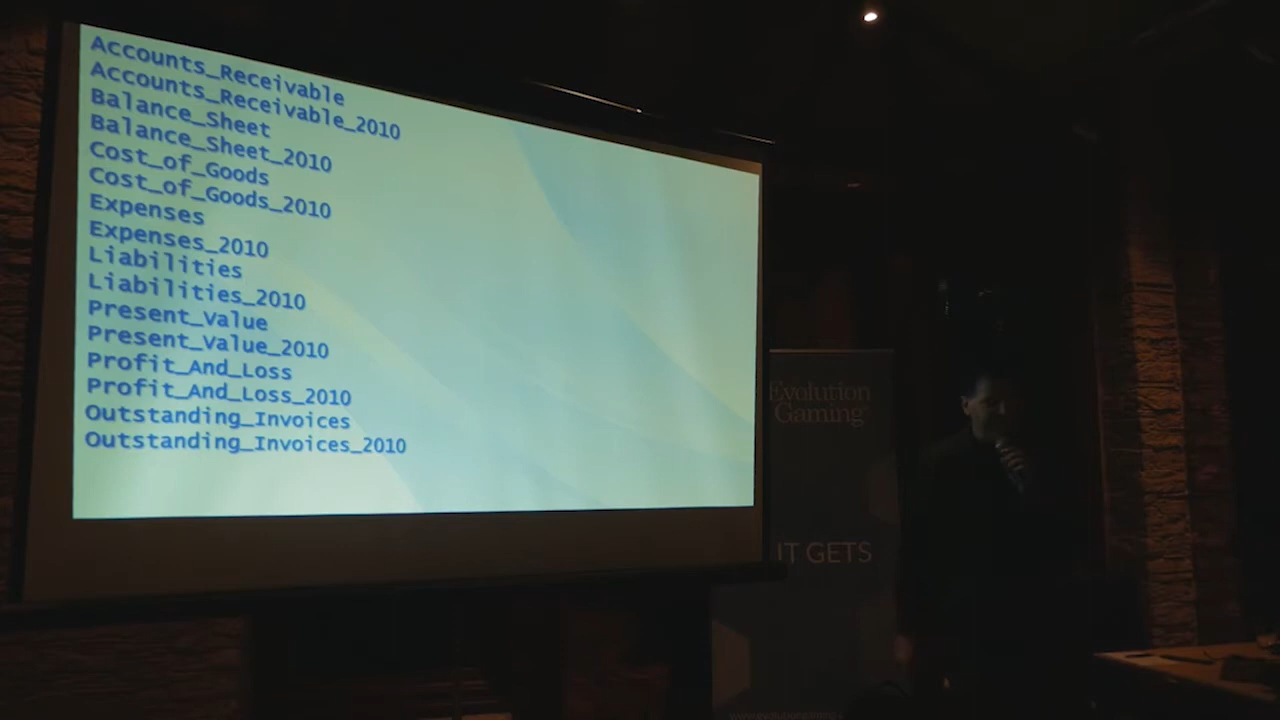 Accounts_Receivable
Accounts_Receivable_2010
Balance_Sheet
Balance_Sheet_2010
Cost_of_Goods
Cost_of_Goods_2010
Expenses
Expenses_2010
Liabilities
Liabilities_2010
Present_Value
Present_Value_2010
Profit_And_Loss
Profit_And_Loss_2010
Outstanding_Invoices
Outstanding_Invoices_2010
Evolution
Gaming
IT GETS